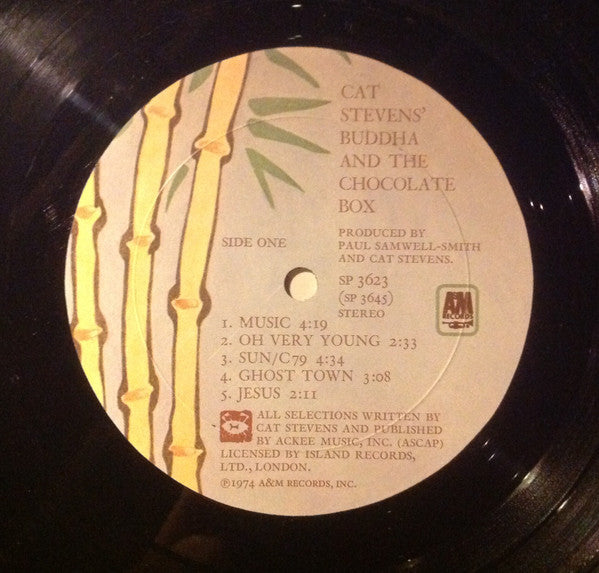 CAT
STEVENS'
BUDDHA
AND THE
CHOCOLATE
BOX
PRODUCED BY
PAUL SAMWELL-SMITH
AND CAT STEVENS.
SIDE ONE
SP 3623
(SP 3645)
STEREO
A&M
RECORDS
1. MUSIC 4:19
2. OH VERY YOUNG 2:33
3. SUN/C79 4:34
4. GHOST TOWN 3:08
5. JESUS 2:11
ALL SELECTIONS WRITTEN BY
CAT STEVENS AND PUBLISHED
BY ACKEE MUSIC, INC. (ASCAP)
LICENSED BY ISLAND RECORDS,
LTD., LONDON.
℗1974 A&M RECORDS, INC.